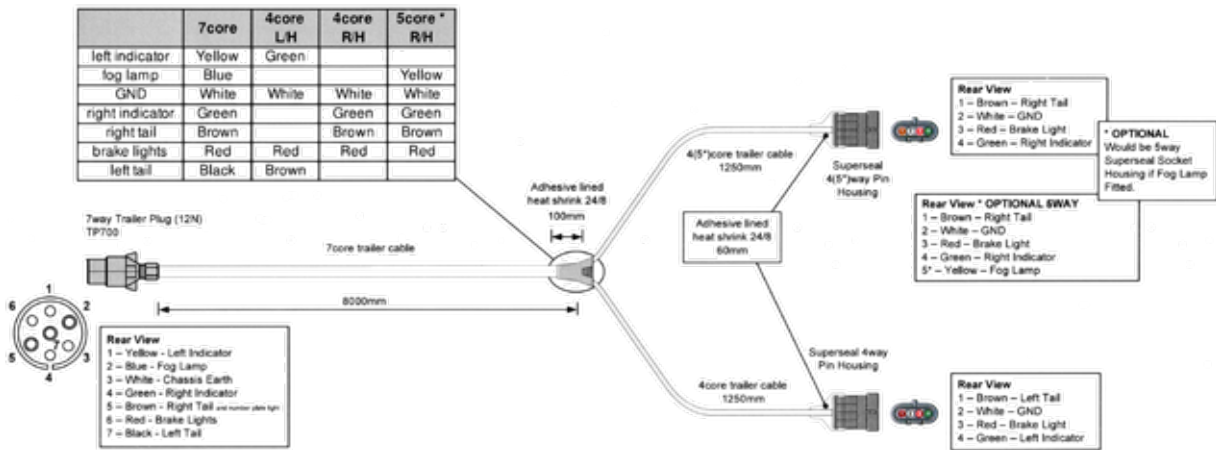 7core 4core L/H 4core R/H 5core * R/H
left indicator Yellow Green
fog lamp Blue Yellow
GND White White White White
right indicator Green Green Green
right tail Brown Brown Brown
brake lights Red Red Red Red
left tail Black Brown
7way Trailer Plug (12N)
TP700
7core trailer cable
8000mm
Adhesive lined
heat shrink 24/8
100mm
1
6 2
7
5 3
4
Rear View
1 – Yellow - Left Indicator
2 – Blue - Fog Lamp
3 – White - Chassis Earth
4 – Green - Right Indicator
5 – Brown - Right Tail and number plate light
6 – Red - Brake Lights
7 – Black - Left Tail
4(5*)core trailer cable
1250mm
Superseal
4(5*)way Pin
Housing
Adhesive lined
heat shrink 24/8
60mm
Rear View
1 – Brown – Right Tail
2 – White – GND
3 – Red – Brake Light
4 – Green – Right Indicator
* OPTIONAL
Would be 5way
Superseal Socket
Housing if Fog Lamp
Fitted.
Rear View * OPTIONAL 5WAY
1 – Brown – Right Tail
2 – White – GND
3 – Red – Brake Light
4 – Green – Right Indicator
5* – Yellow – Fog Lamp
Superseal 4way
Pin Housing
4core trailer cable
1250mm
Rear View
1 – Brown – Left Tail
2 – White – GND
3 – Red – Brake Light
4 – Green – Left Indicator